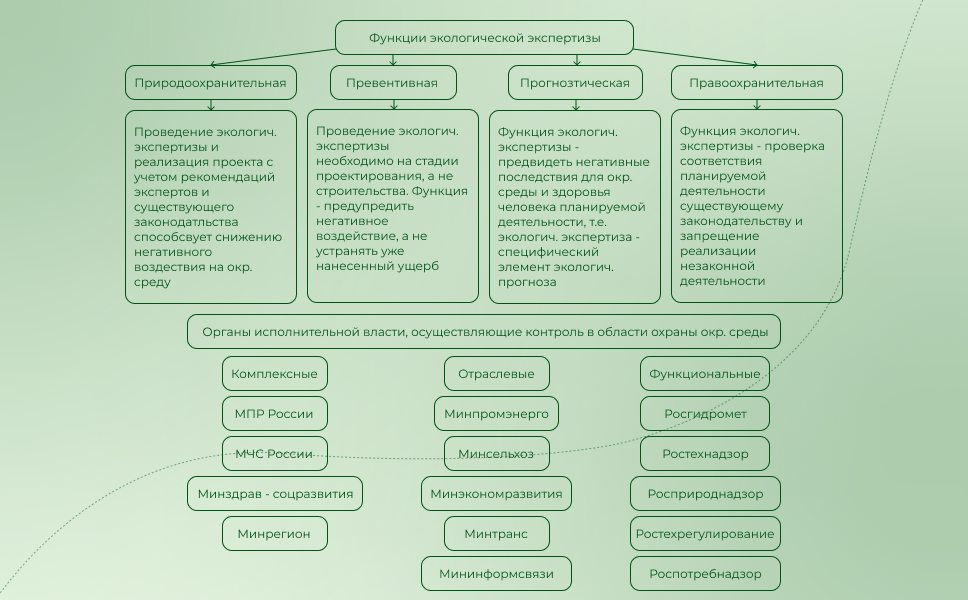 Функции экологической экспертизы
Природоохранительная
Превентивная
Прогнозтическая
Правоохранительная
Проведение экологич.
экспертизы и
реализация проекта с
учетом рекомендаций
экспертов и
существующего
законодатльства
способсвует снижению
негативного
воздествия на окр.
среду
Проведение экологич.
экспертизы
необходимо на стадии
проектирования, а не
строительства. Функция
- предупредить
негативное
воздействие, а не
устранять уже
нанесенный ущерб
Функция экологич.
экспертизы -
предвидеть негативные
последствия для окр.
среды и здоровья
человека планируемой
деятельности, т.е.
экологич. экспертиза -
специфический
элемент экологич.
прогноза
Функция экологич.
экспертизы - проверка
соответствия
планируемой
деятельности
существующему
законодательству и
запрещение
реализации
незаконной
деятельности
Органы исполнительной власти, осуществляющие контроль в области охраны окр. среды
Комплексные
МПР России
МЧС России
Минздрав - соцразвития
Минрегион
Отраслевые
Минпромэнерго
Минсельхоз
Минэкономразвития
Минтранс
Мининформсвязи
Функциональные
Росгидромет
Ростехнадзор
Росприроднадзор
Ростехрегулирование
Роспотребнадзор